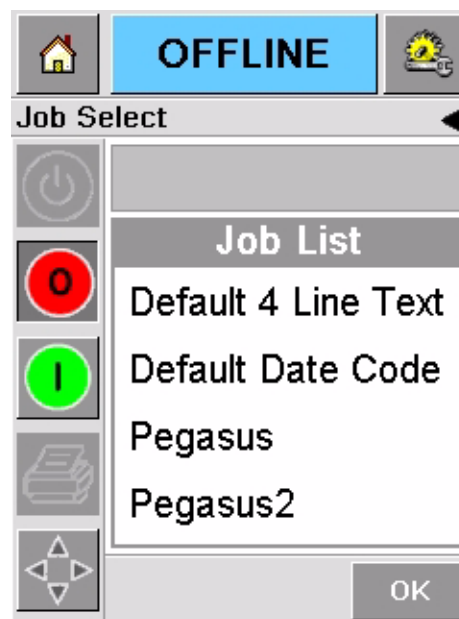 OFFLINE
Job Select
Job List
O
Default 4 Line Text
Default Date Code
I
Pegasus
Pegasus2
OK